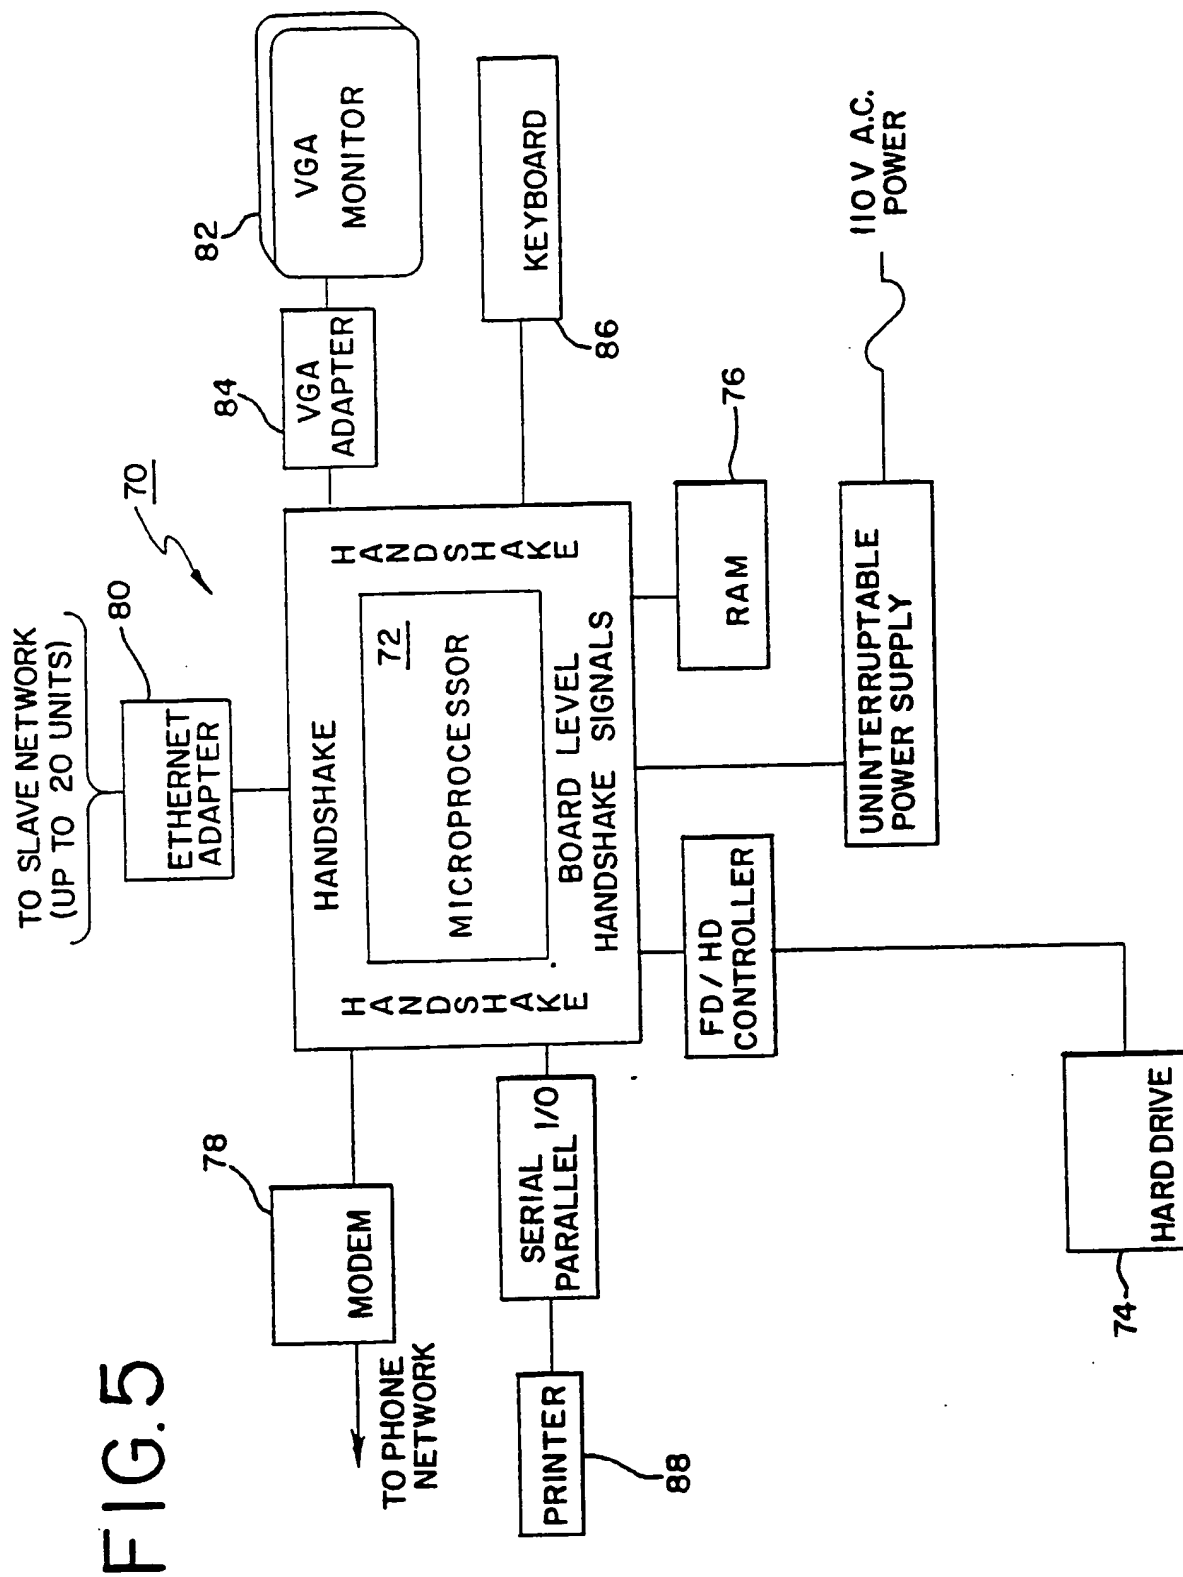 FIG. 5
TO SLAVE NETWORK
(UP TO 20 UNITS)
70
80
ETHERNET
ADAPTER
82
VGA
MONITOR
84
VGA
ADAPTER
78
MODEM
TO PHONE
NETWORK
HANDSHAKE
HANDSHAKE
HANDSHAKE
72
MICROPROCESSOR
BOARD LEVEL
HANDSHAKE SIGNALS
KEYBOARD
86
SERIAL
PARALLEL I/O
PRINTER
88
FD/HD
CONTROLLER
RAM
76
UNINTERRUPTABLE
POWER SUPPLY
110V A.C.
POWER
HARD DRIVE
74